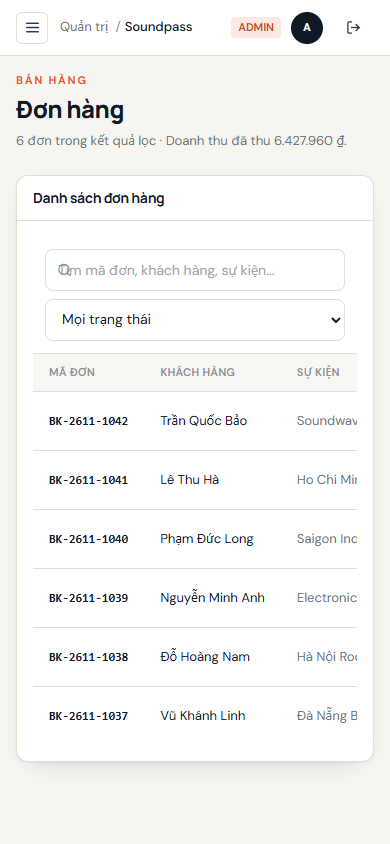 Quản trị / Soundpass ADMIN A
BÁN HÀNG
Đơn hàng
6 đơn trong kết quả lọc · Doanh thu đã thu 6.427.960 ₫.
Danh sách đơn hàng
Tìm mã đơn, khách hàng, sự kiện...
Mọi trạng thái
MÃ ĐƠN KHÁCH HÀNG SỰ KIỆN
BK-2611-1042 Trần Quốc Bảo Soundwav
BK-2611-1041 Lê Thu Hà Ho Chi Mi
BK-2611-1040 Phạm Đức Long Saigon Ind
BK-2611-1039 Nguyễn Minh Anh Electronic
BK-2611-1038 Đỗ Hoàng Nam Hà Nội Ro
BK-2611-1037 Vũ Khánh Linh Đà Nẵng B